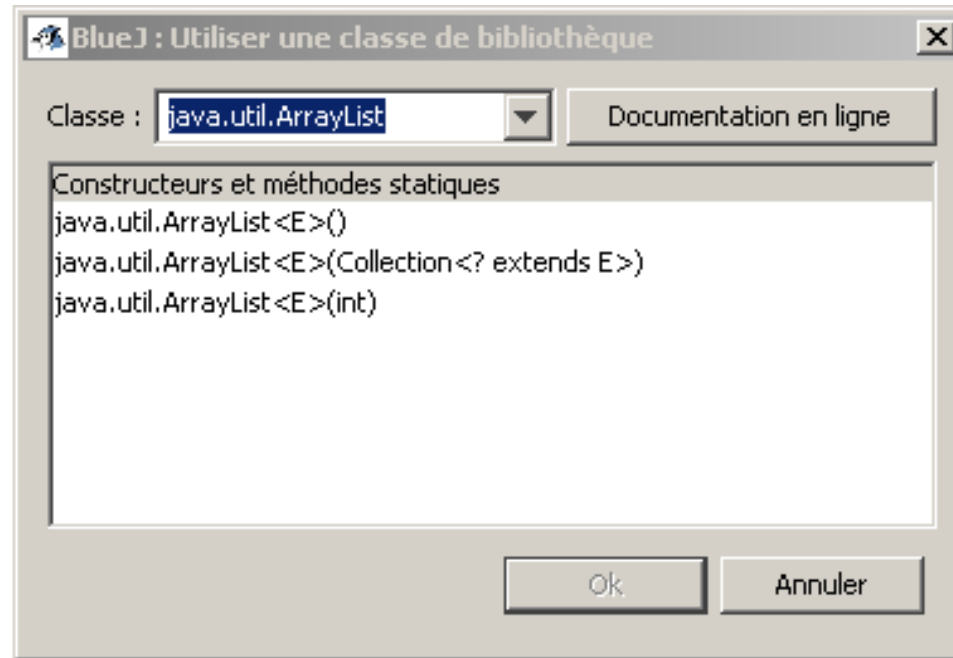 BlueJ : Utiliser une classe de bibliothèque
Classe : java.util.ArrayList Documentation en ligne
Constructeurs et méthodes statiques
java.util.ArrayList<E>()
java.util.ArrayList<E>(Collection<? extends E>)
java.util.ArrayList<E>(int)
Ok Annuler